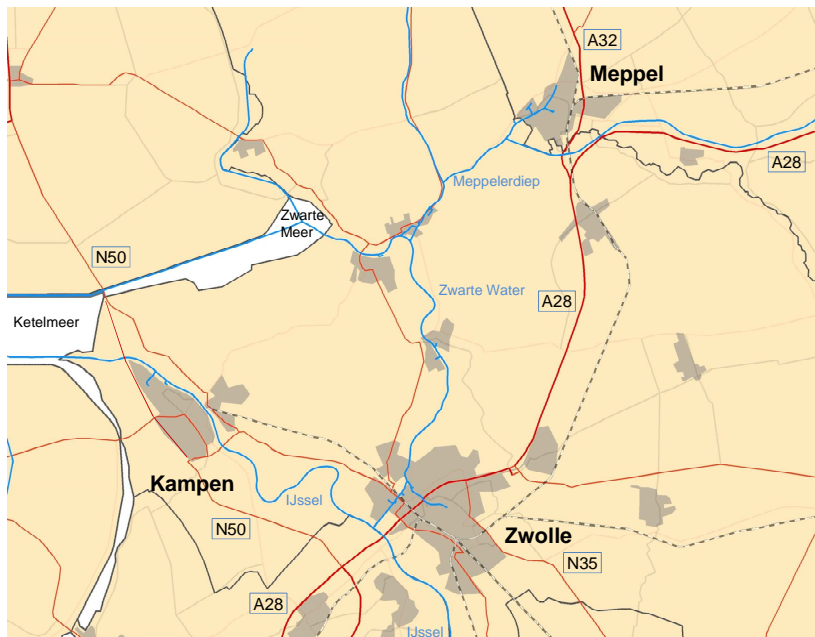 A32
Meppel
A28
Meppelerdiep
Zwarte
Meer
N50
Zwarte Water
A28
Ketelmeer
Kampen
IJssel
N50
Zwolle
N35
A28
IJssel